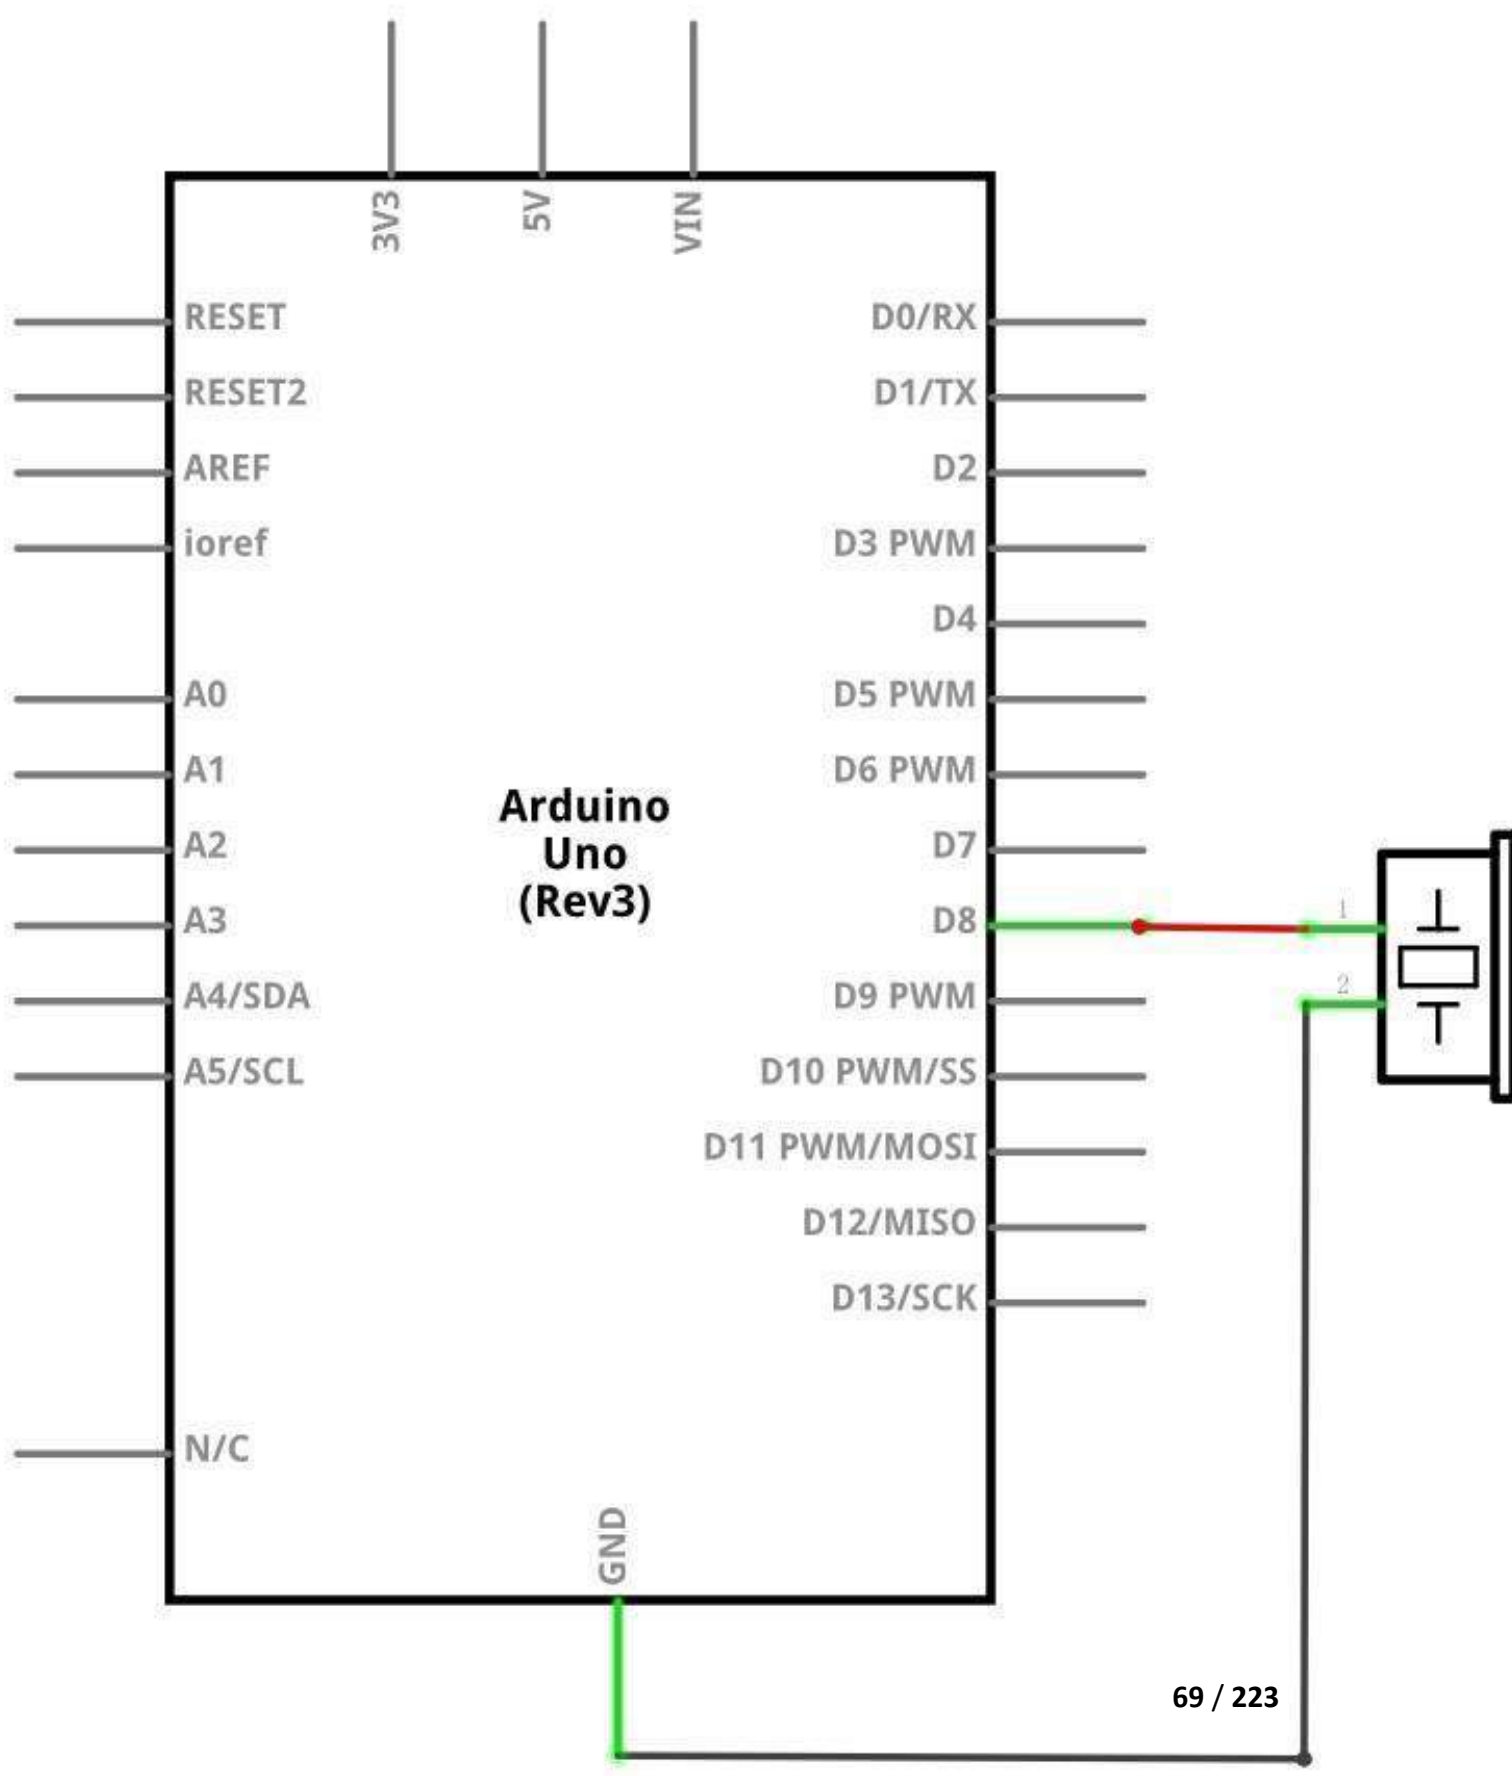 3V3
5V
VIN
RESET
RESET2
AREF
ioref
A0
A1
A2
A3
A4/SDA
A5/SCL
N/C
Arduino
Uno
(Rev3)
D0/RX
D1/TX
D2
D3 PWM
D4
D5 PWM
D6 PWM
D7
D8
D9 PWM
D10 PWM/SS
D11 PWM/MOSI
D12/MISO
D13/SCK
1
2
GND
69 / 223